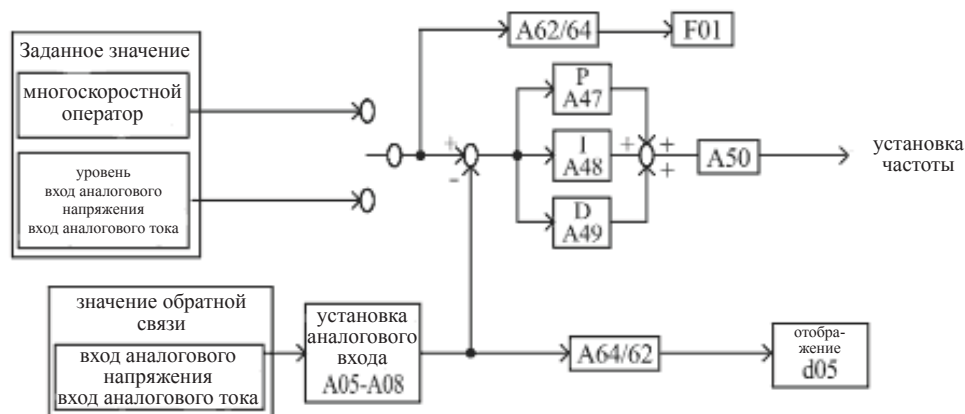 Заданное значение
многоскоростной
оператор
уровень
вход аналогового
напряжения
вход аналогового тока
A62/64
F01
P
A47
+
-
I
A48
+
+
+
D
A49
A50
установка
частоты
значение обратной
связи
вход аналогового
напряжения
вход аналогового тока
установка
аналогового
входа
A05-A08
A64/62
отобра-
жение
d05